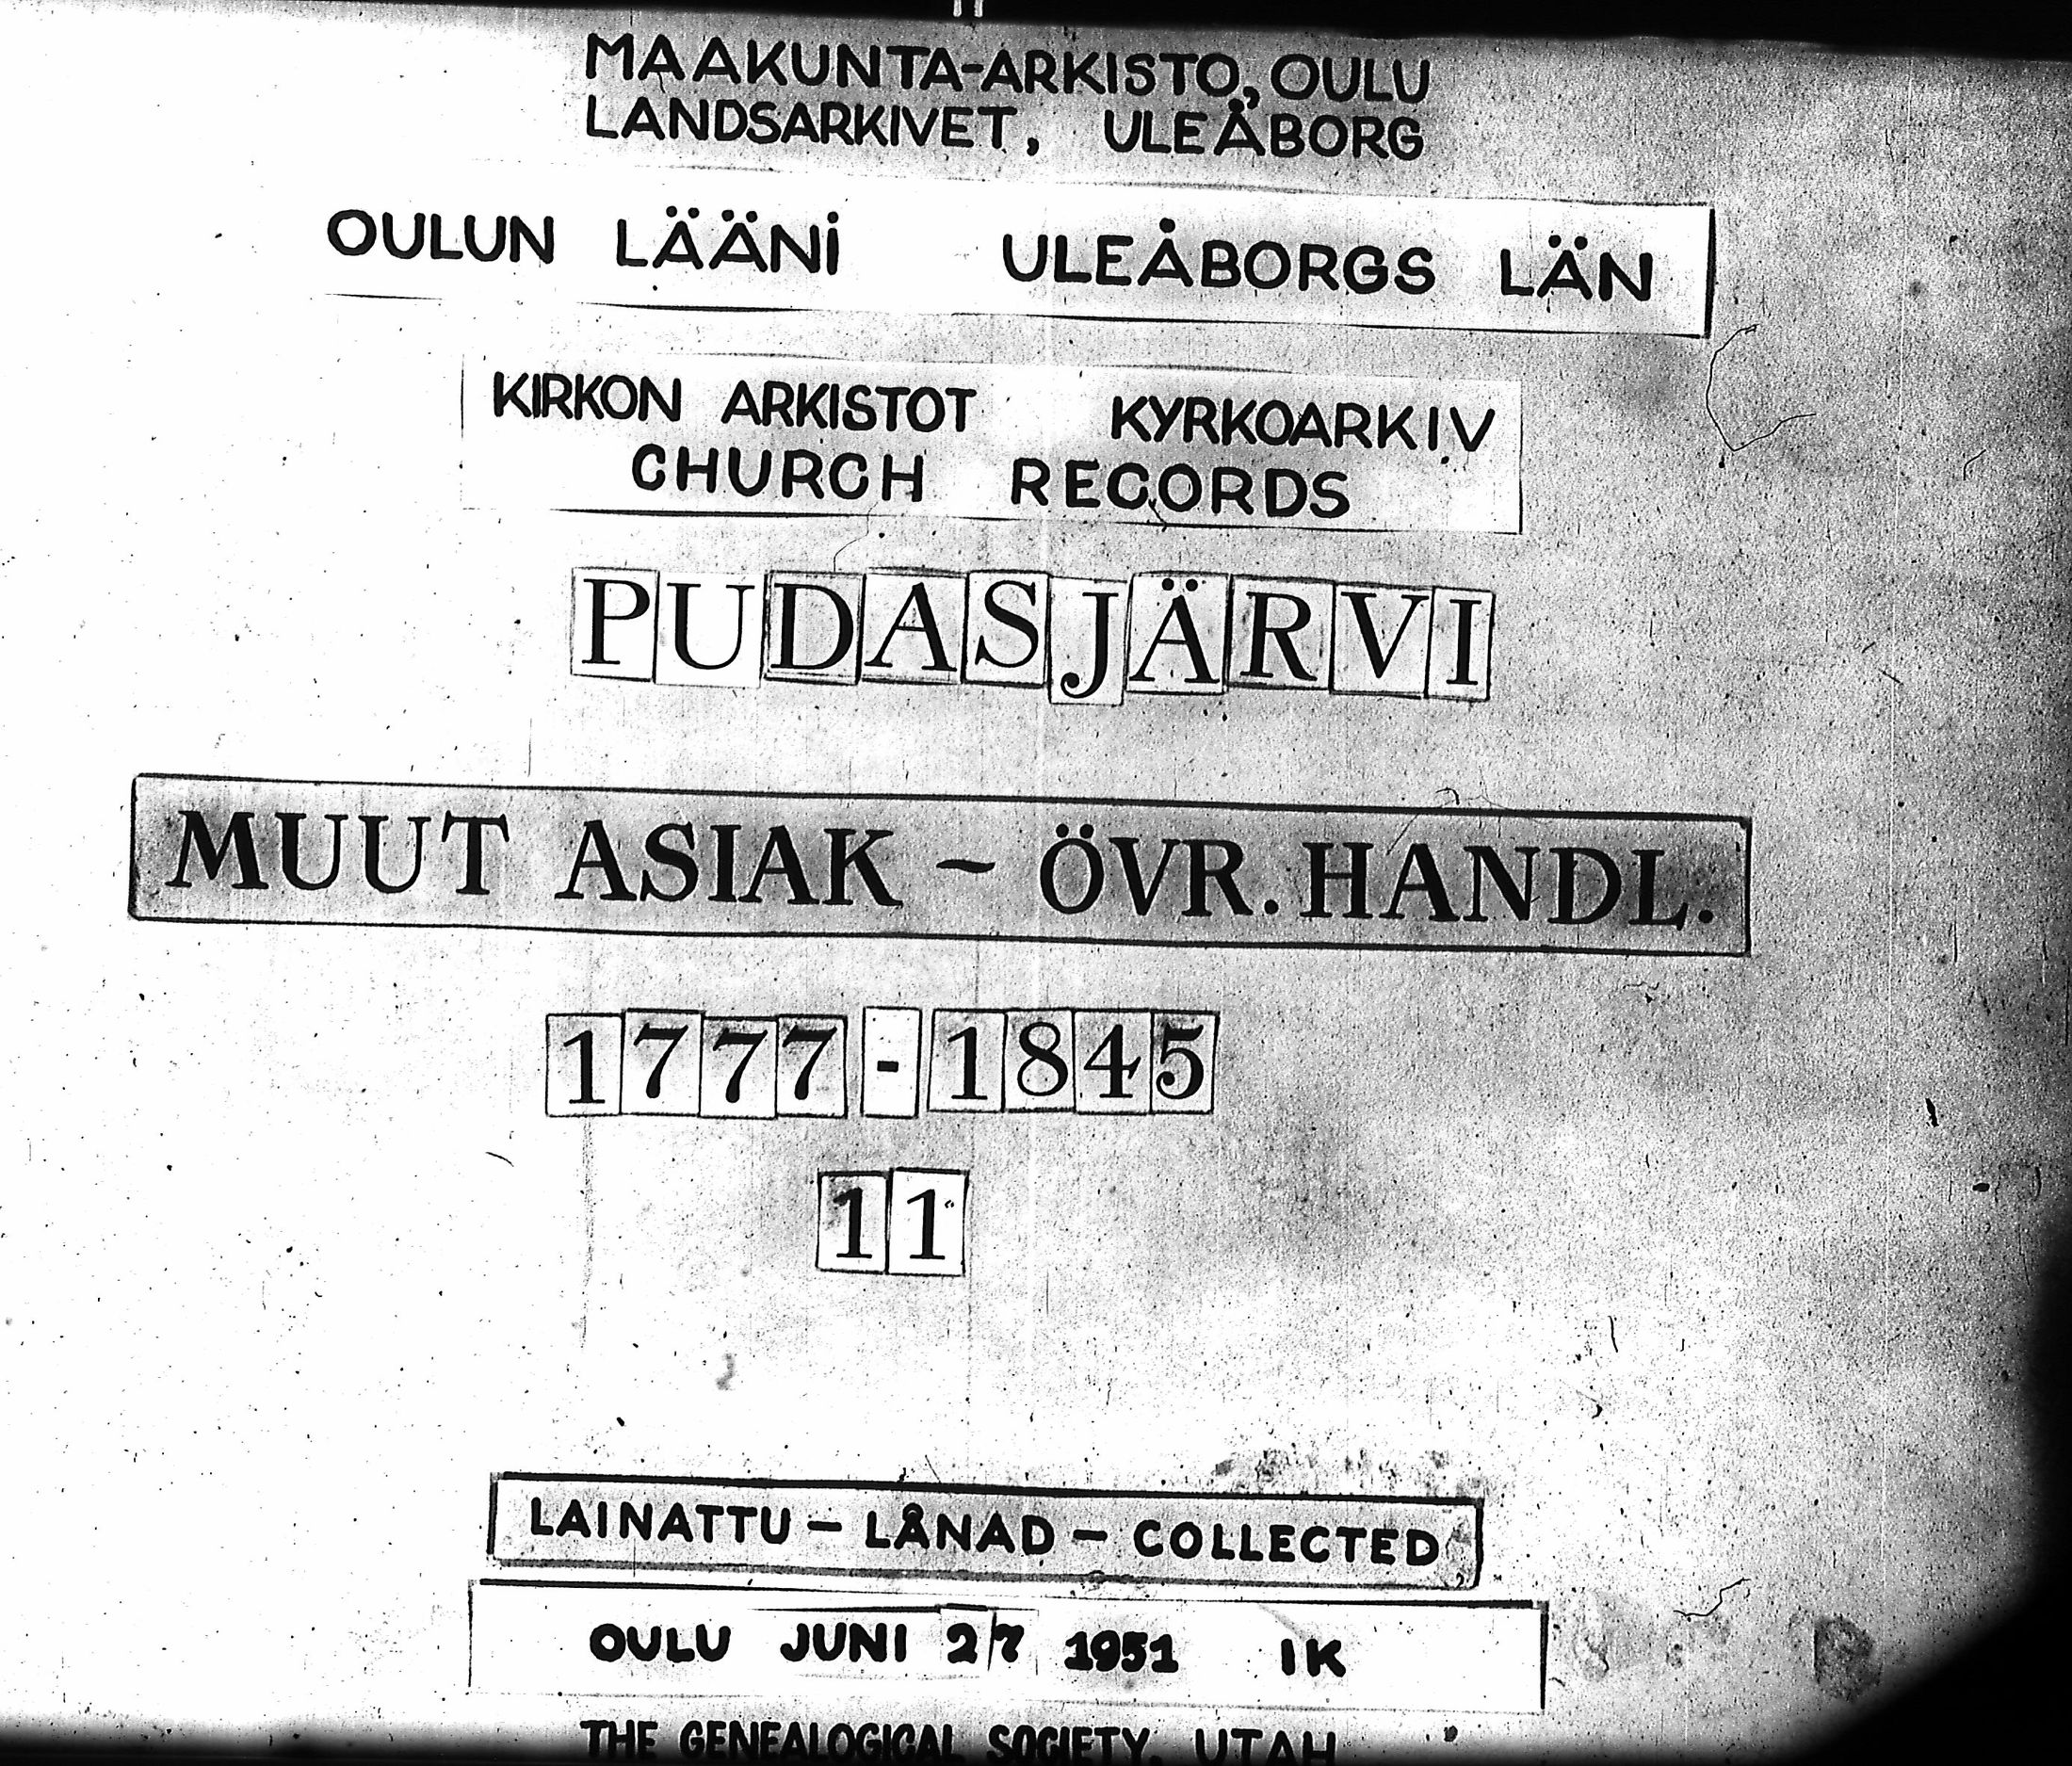 MAAKUNTA-ARKISTO, OULU
LANDSARKIVET, ULEÅBORG
OULUN LÄÄNi ULEÅBORGS LÄN
KIRKON ARKISTOT KYRKOARKIV
CHURCH RECORDS
PUDASJÄRVI
MUUT ASIAK – ÖVR. HANDL.
1777-1845
11
LAINATTU – LÅNAD – COLLECTED
OULU JUNI 27 1951 IK
THE GENEALOGICAL SOCIETY, UTAH